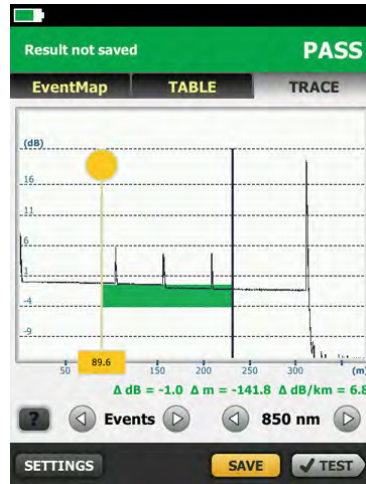 Result not saved PASS
EventMap TABLE TRACE
(dB)
16
11
6
1
-4
-9
50 89.6 150 200 250 300 (m)
Δ dB = -1.0 Δ m = -141.8 Δ dB/km = 6.8
? Events 850 nm
SETTINGS SAVE TEST